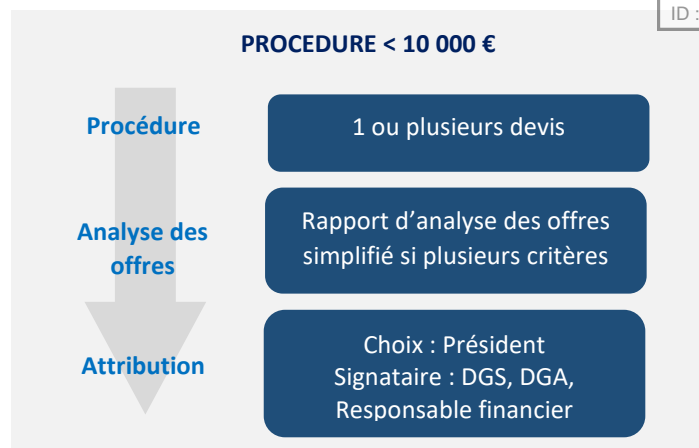 ID :
PROCEDURE < 10 000 €
Procédure
1 ou plusieurs devis
Analyse des
offres
Rapport d’analyse des offres
simplifié si plusieurs critères
Attribution
Choix : Président
Signataire : DGS, DGA,
Responsable financier